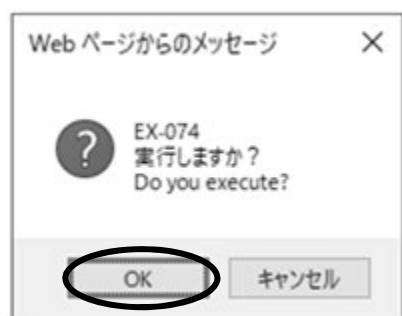 Web ページからのメッセージ
EX-074
実行しますか？
Do you execute?
OK
キャンセル